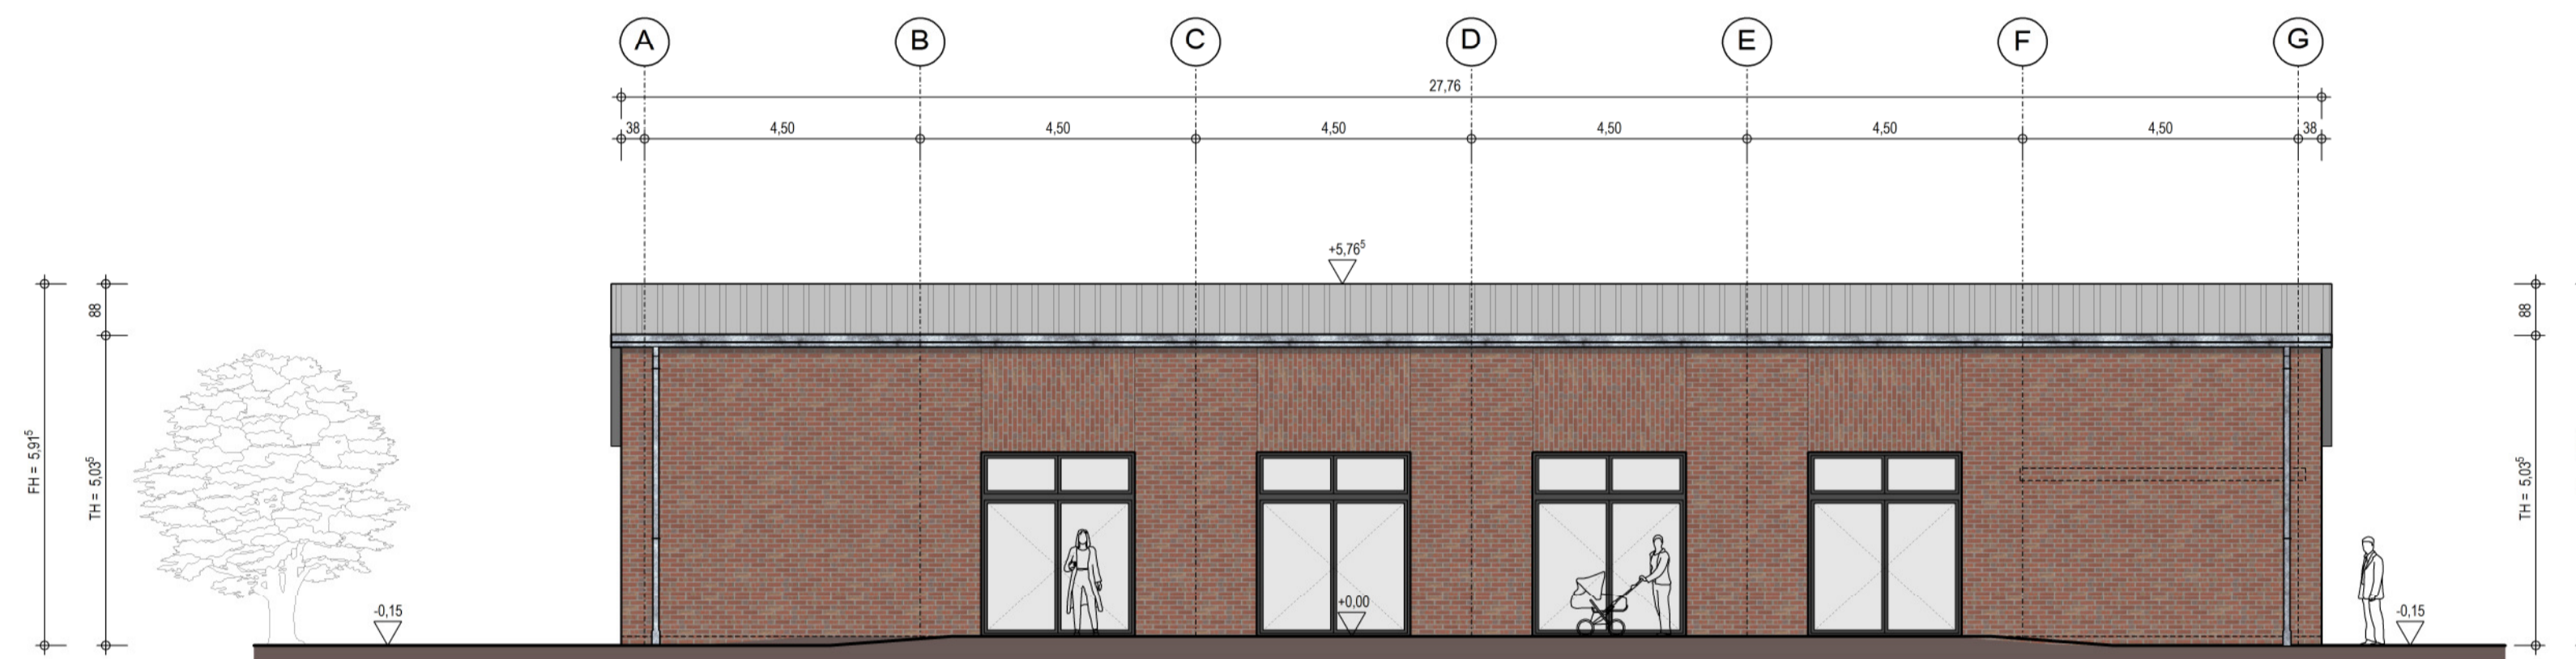 A B C D E F G
27,76
38 4,50 4,50 4,50 4,50 4,50 4,50 38
+5,76⁵
88 88
FH = 5,91⁵ TH = 5,03⁵ TH = 5,03⁵
-0,15 +0,00 -0,15